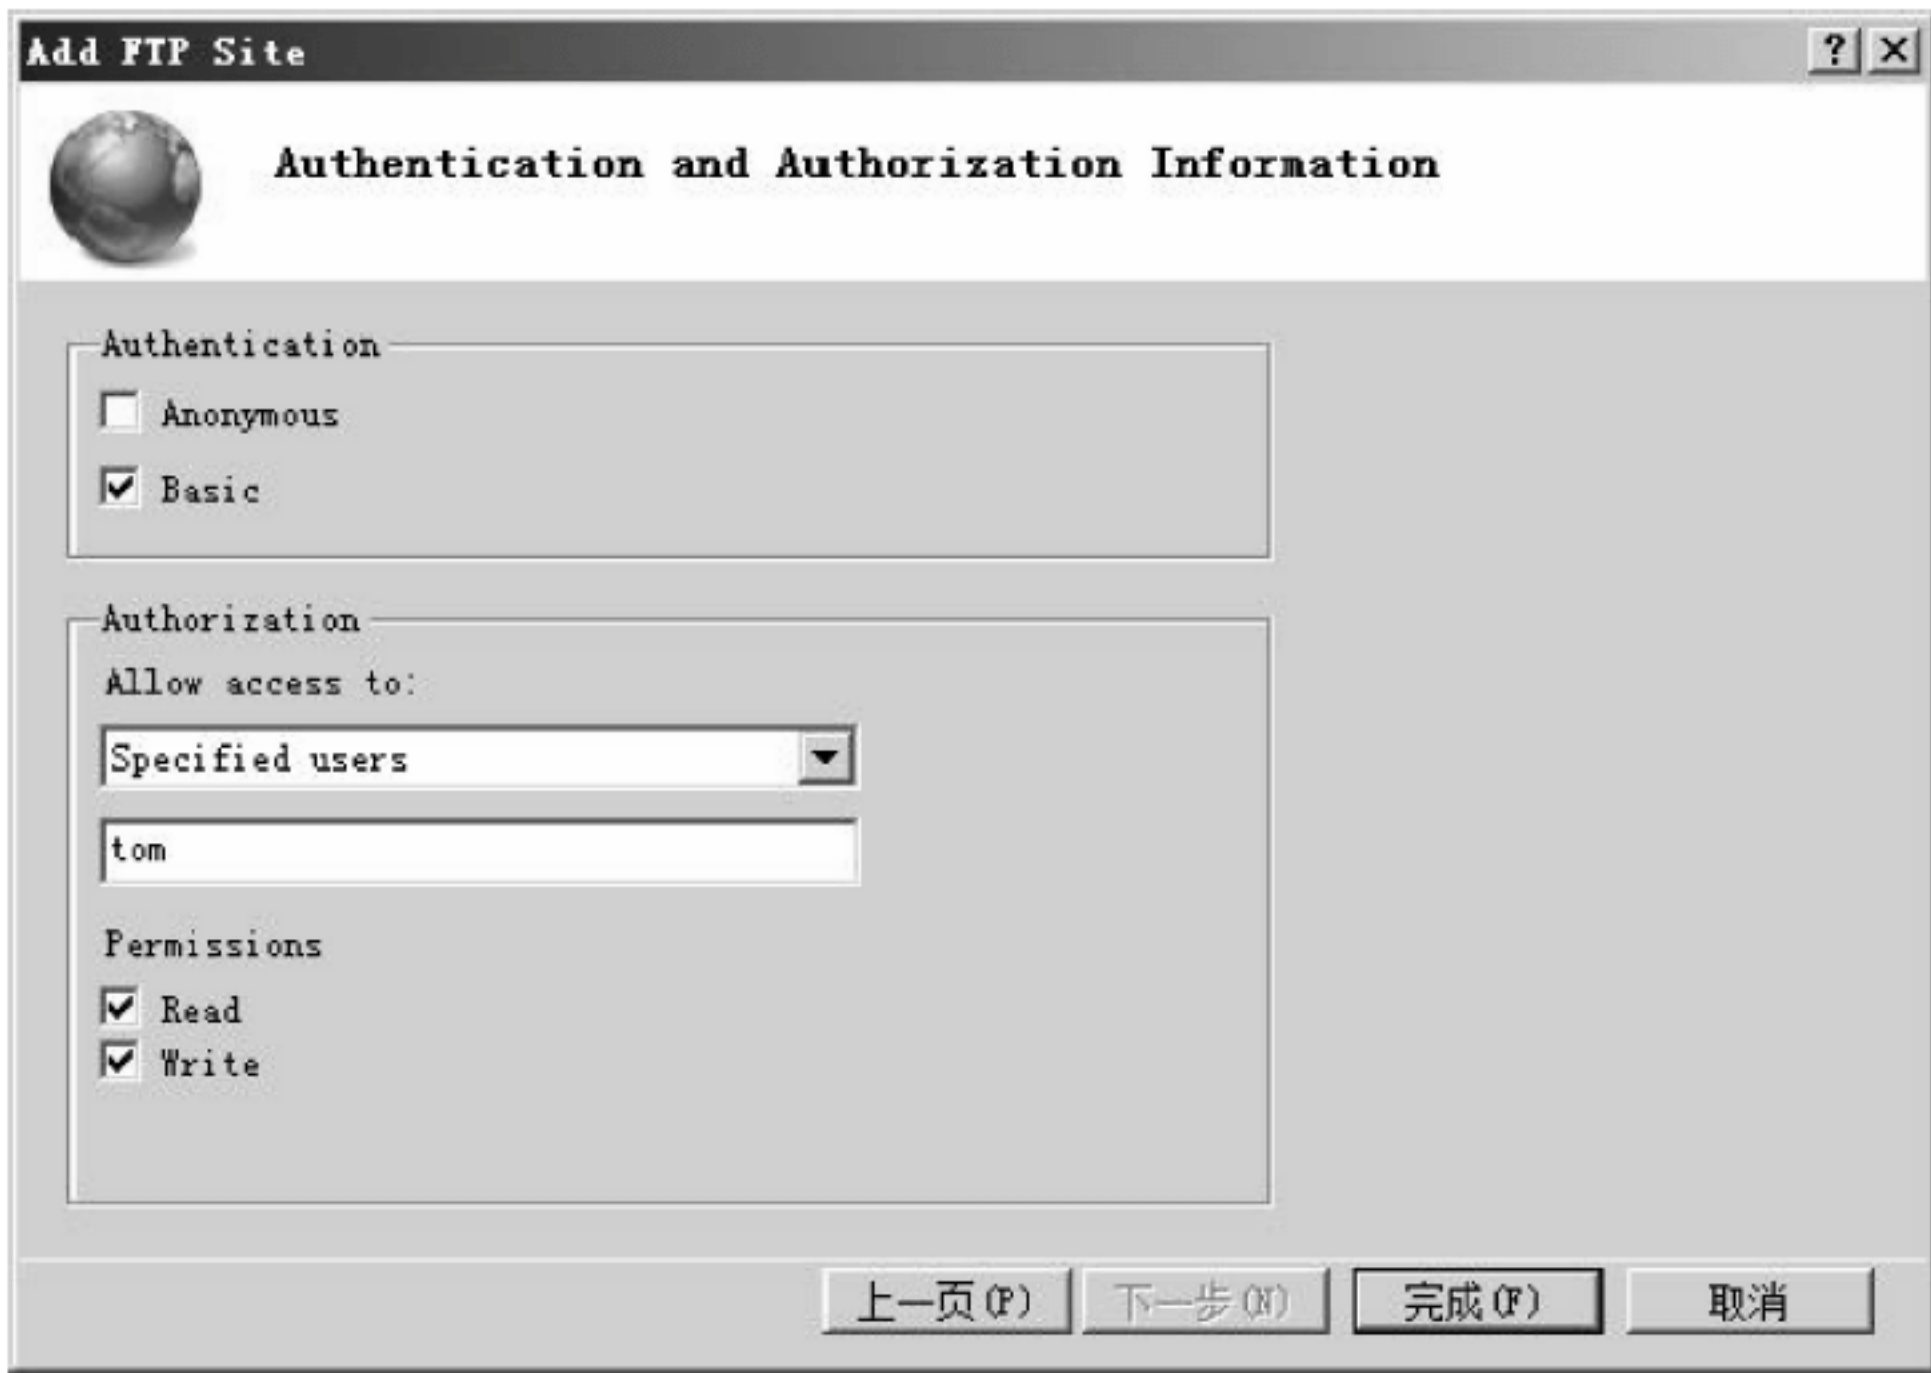 Add FTP Site
Authentication and Authorization Information
Authentication
Anonymous
Basic
Authorization
Allow access to:
Specified users
tom
Permissions
Read
Write
上一页(P) 下一步(N) 完成(F) 取消